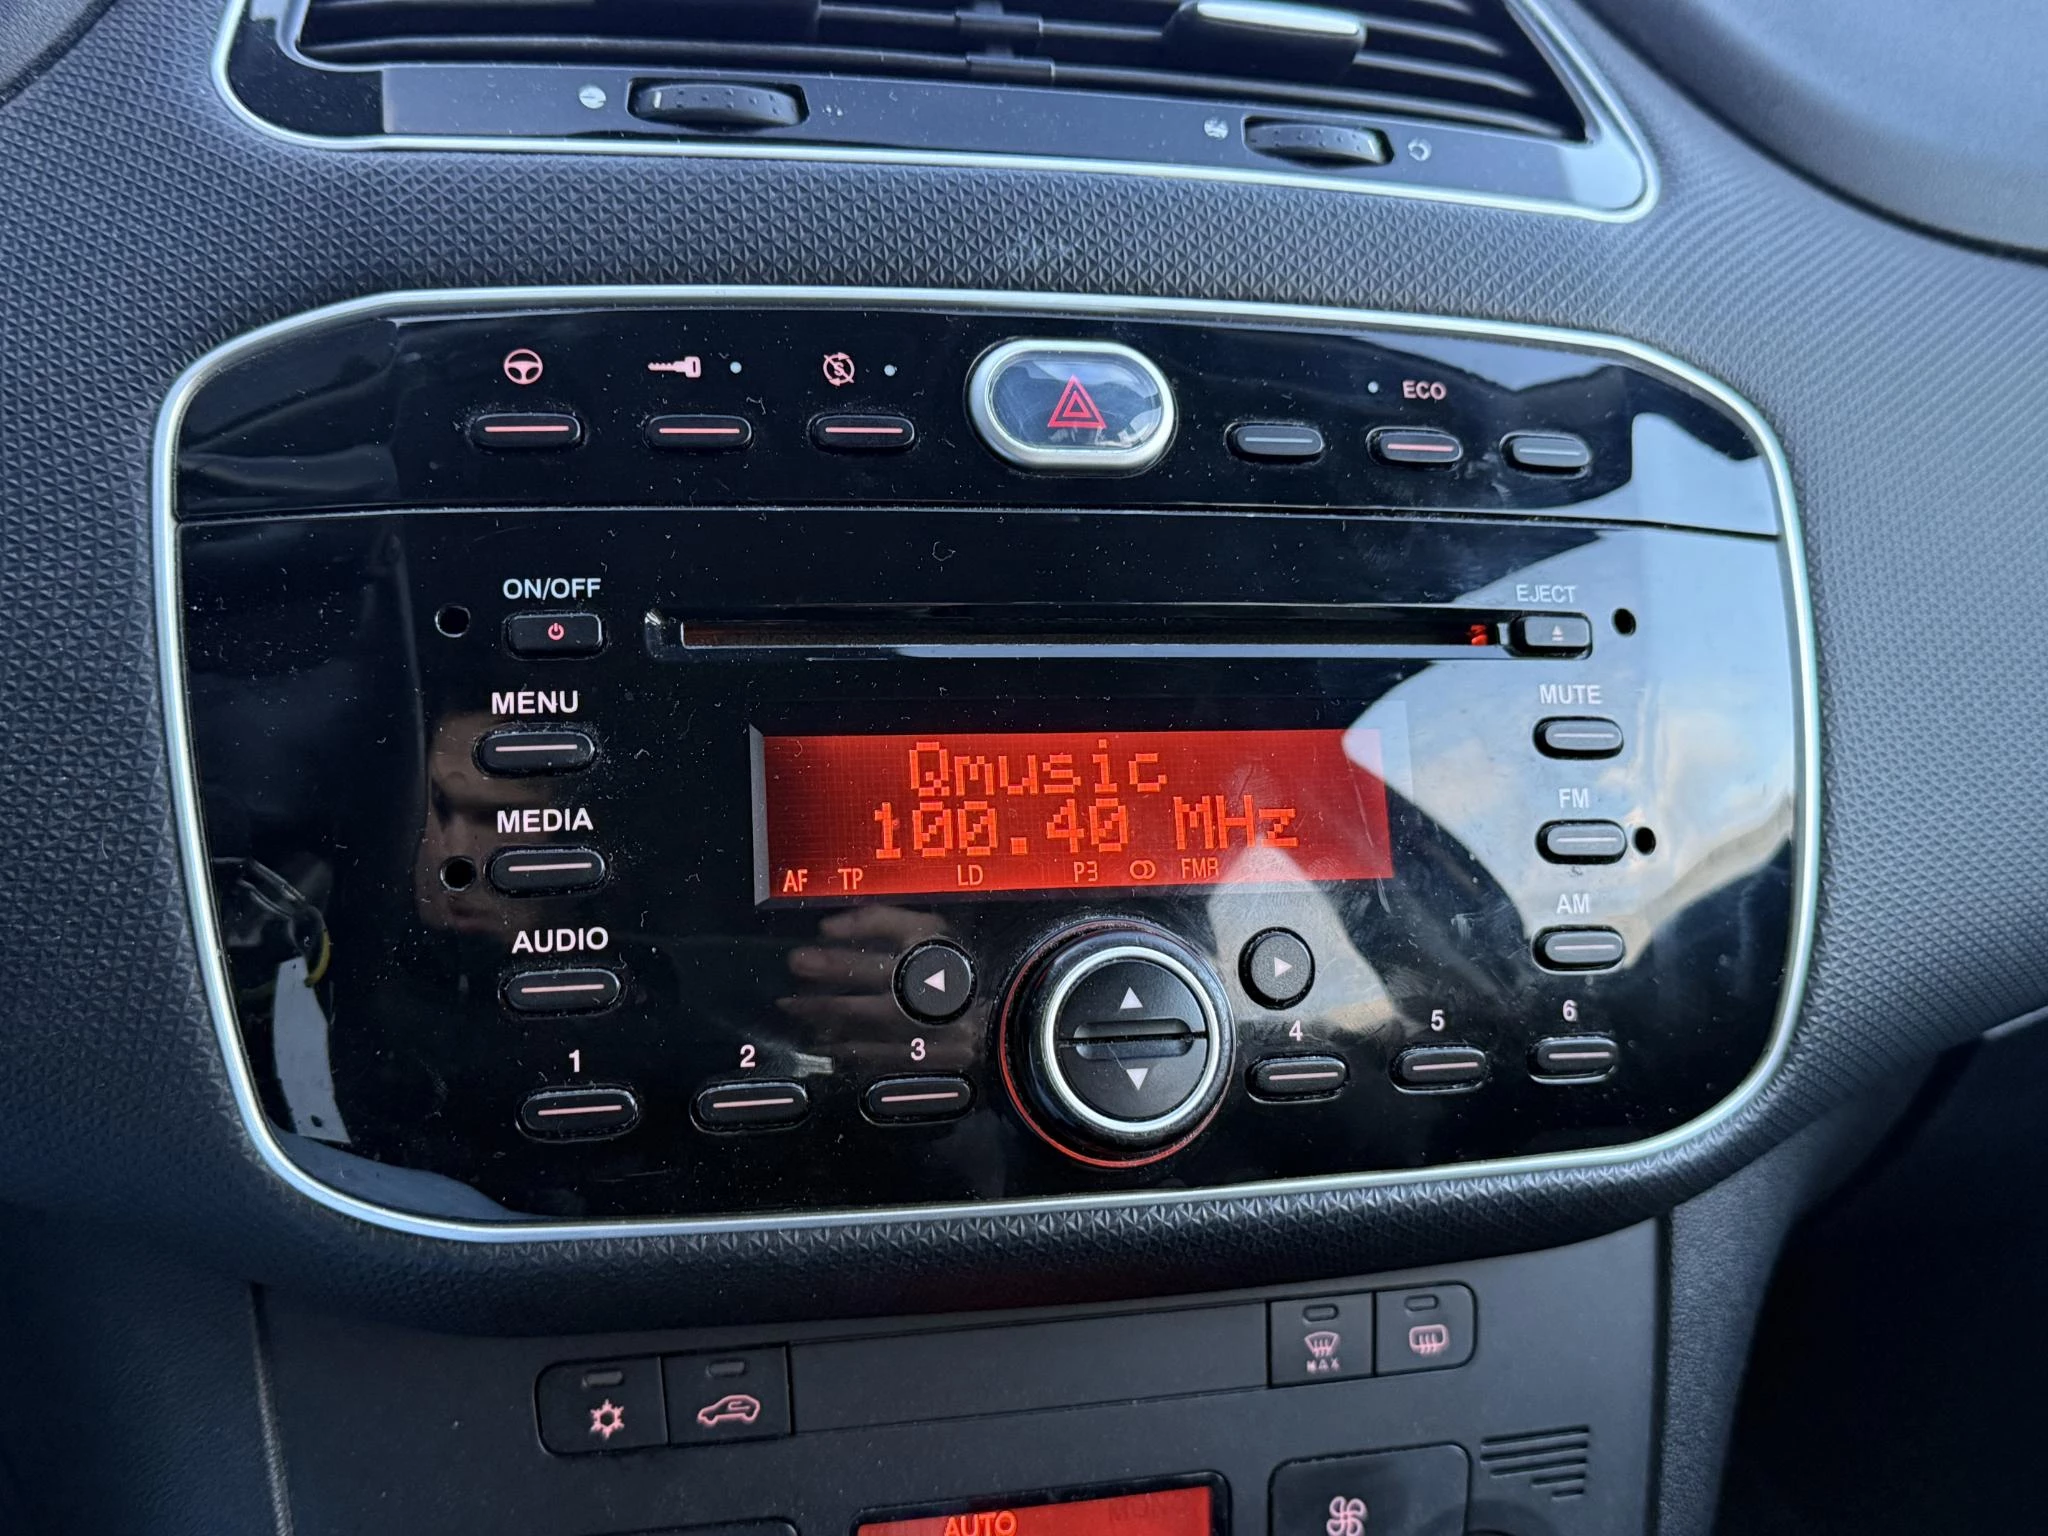 ECO
ON/OFF
EJECT
MENU
MUTE
Qmusic
100.40 MHz
MEDIA
FM
AF TP LD P3 FMR
AM
AUDIO
1 2 3 4 5 6
MAX
AUTO